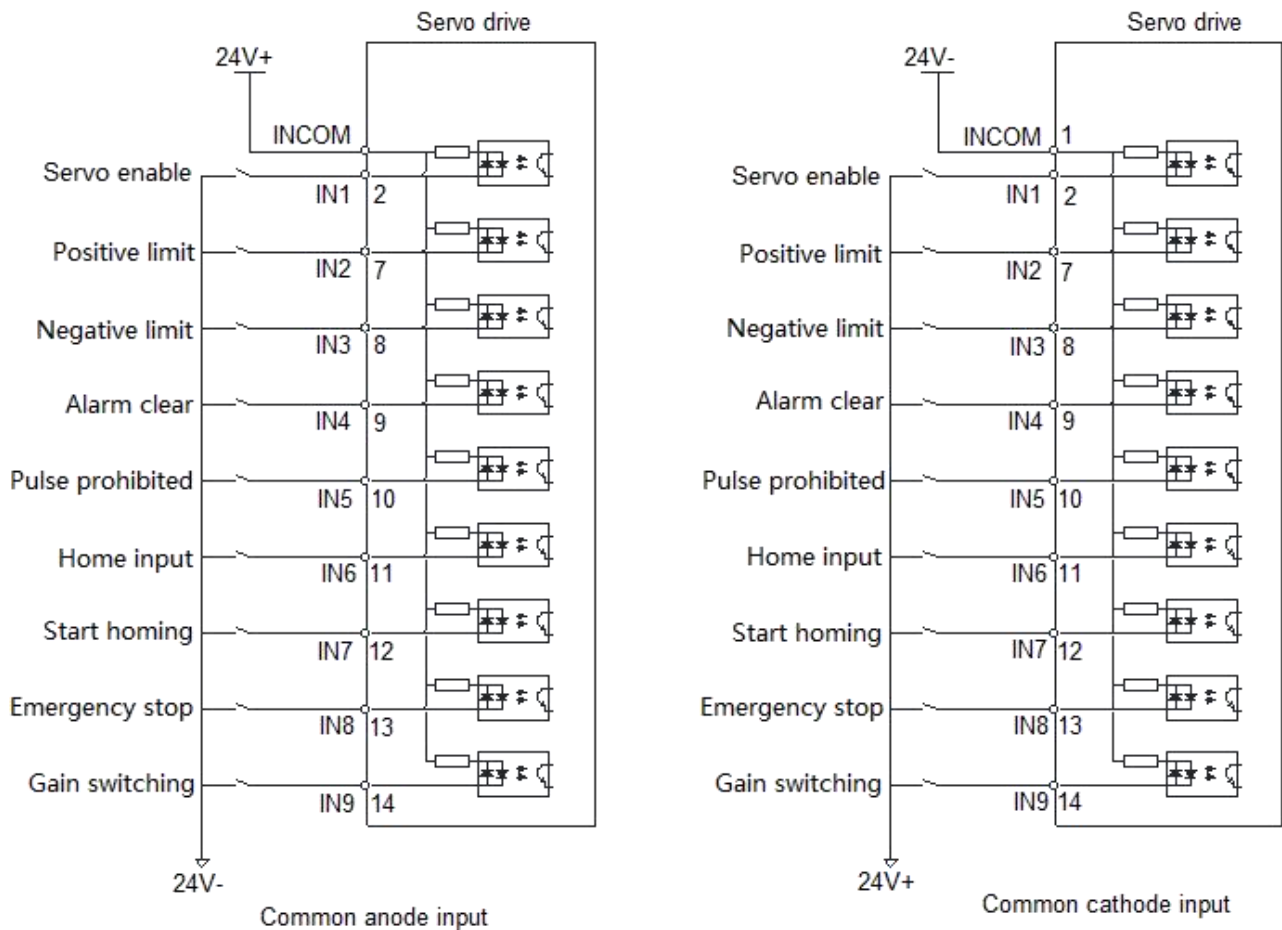 Servo drive
24V+
INCOM
Servo enable
IN1 2
Positive limit
IN2 7
Negative limit
IN3 8
Alarm clear
IN4 9
Pulse prohibited
IN5 10
Home input
IN6 11
Start homing
IN7 12
Emergency stop
IN8 13
Gain switching
IN9 14
24V-
Common anode input
Servo drive
24V-
INCOM 1
Servo enable
IN1 2
Positive limit
IN2 7
Negative limit
IN3 8
Alarm clear
IN4 9
Pulse prohibited
IN5 10
Home input
IN6 11
Start homing
IN7 12
Emergency stop
IN8 13
Gain switching
IN9 14
24V+
Common cathode input